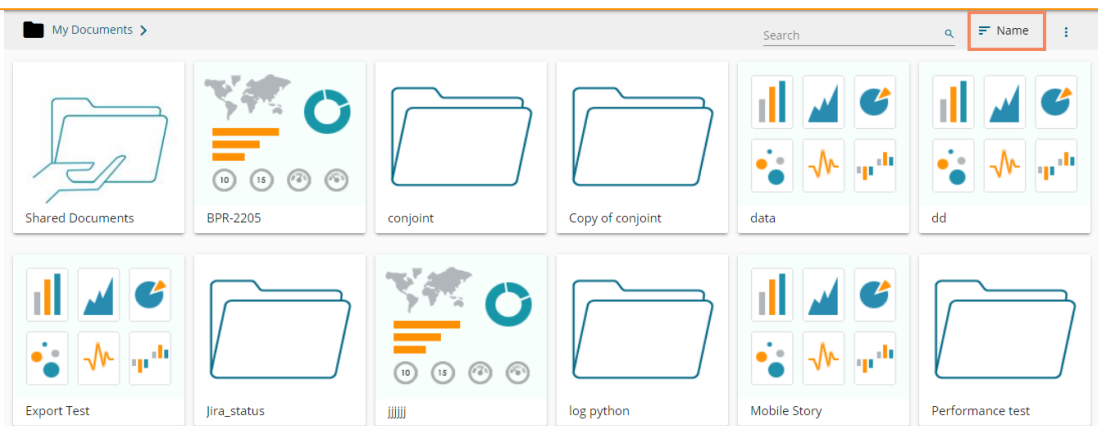 My Documents
Search
Name
10 15
Shared Documents
BPR-2205
conjoint
Copy of conjoint
data
dd
10 15
Export Test
Jira_status
jjjjjj
log python
Mobile Story
Performance test